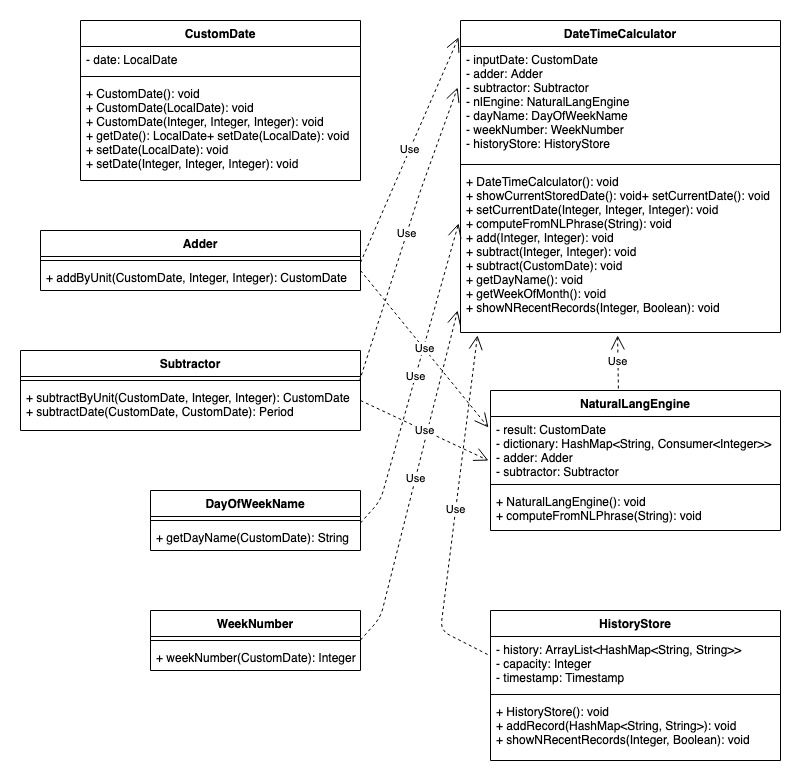 CustomDate
- date: LocalDate
+ CustomDate(): void
+ CustomDate(LocalDate): void
+ CustomDate(Integer, Integer, Integer): void
+ getDate(): LocalDate+ setDate(LocalDate): void
+ setDate(LocalDate): void
+ setDate(Integer, Integer, Integer): void
DateTimeCalculator
- inputDate: CustomDate
- adder: Adder
- subtractor: Subtractor
- nlEngine: NaturalLangEngine
- dayName: DayOfWeekName
- weekNumber: WeekNumber
- historyStore: HistoryStore
+ DateTimeCalculator(): void
+ showCurrentStoredDate(): void+ setCurrentDate(): void
+ setCurrentDate(Integer, Integer, Integer): void
+ computeFromNLPhrase(String): void
+ add(Integer, Integer): void
+ subtract(Integer, Integer): void
+ subtract(CustomDate): void
+ getDayName(): void
+ getWeekOfMonth(): void
+ showNRecentRecords(Integer, Boolean): void
Use
Use
Adder
+ addByUnit(CustomDate, Integer, Integer): CustomDate
Use
Use
Use
Subtractor
+ subtractByUnit(CustomDate, Integer, Integer): CustomDate
+ subtractDate(CustomDate, CustomDate): Period
Use
NaturalLangEngine
- result: CustomDate
- dictionary: HashMap<String, Consumer<Integer>>
- adder: Adder
- subtractor: Subtractor
+ NaturalLangEngine(): void
+ computeFromNLPhrase(String): void
Use
Use
DayOfWeekName
+ getDayName(CustomDate): String
WeekNumber
+ weekNumber(CustomDate): Integer
HistoryStore
- history: ArrayList<HashMap<String, String>>
- capacity: Integer
- timestamp: Timestamp
+ HistoryStore(): void
+ addRecord(HashMap<String, String>): void
+ showNRecentRecords(Integer, Boolean): void